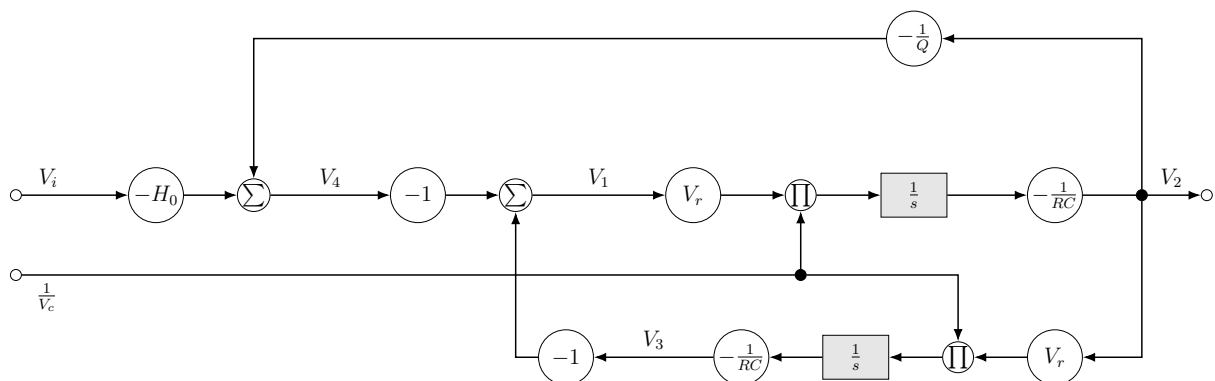 -1/Q
V_i
-H_0
∑
V_4
-1
∑
V_1
V_r
∏
1/s
-1/RC
V_2
1/V_c
-1
V_3
-1/RC
1/s
∏
V_r